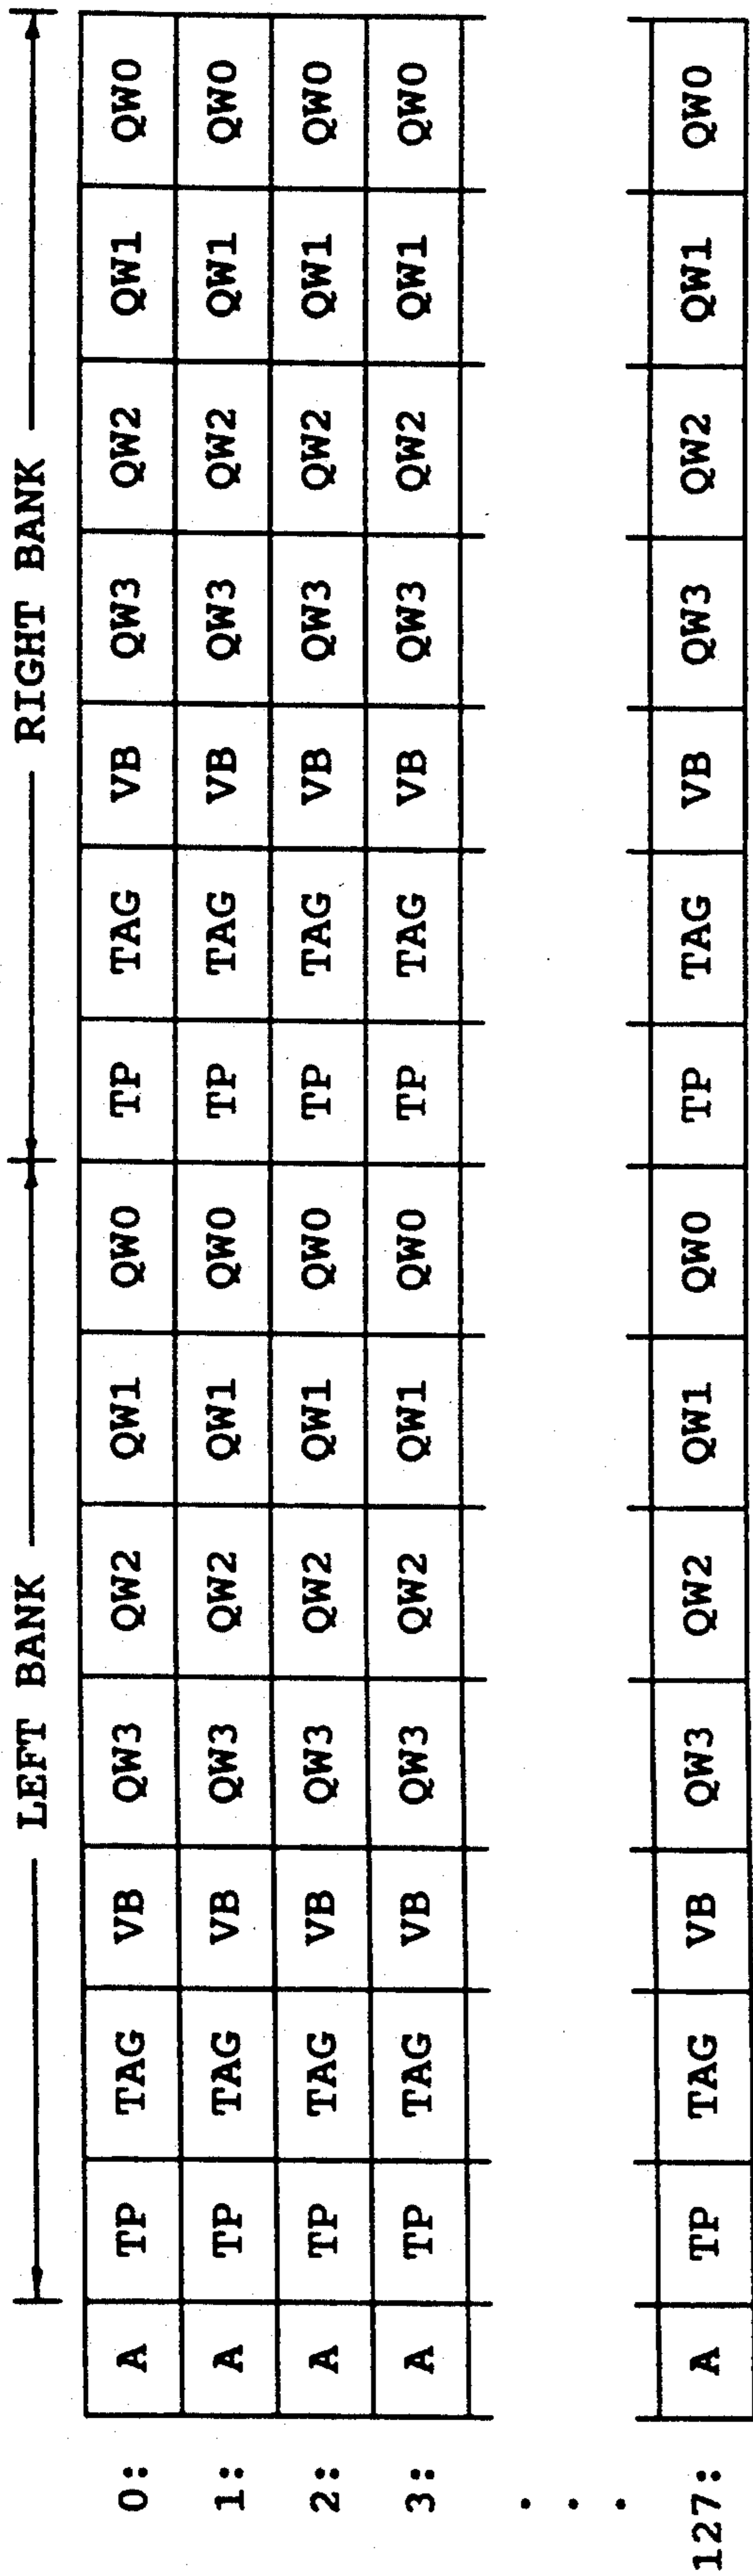 LEFT BANK RIGHT BANK
0: A TP TAG VB QW3 QW2 QW1 QW0 TP TAG VB QW3 QW2 QW1 QW0
1: A TP TAG VB QW3 QW2 QW1 QW0 TP TAG VB QW3 QW2 QW1 QW0
2: A TP TAG VB QW3 QW2 QW1 QW0 TP TAG VB QW3 QW2 QW1 QW0
3: A TP TAG VB QW3 QW2 QW1 QW0 TP TAG VB QW3 QW2 QW1 QW0
.
.
.
127: A TP TAG VB QW3 QW2 QW1 QW0 TP TAG VB QW3 QW2 QW1 QW0